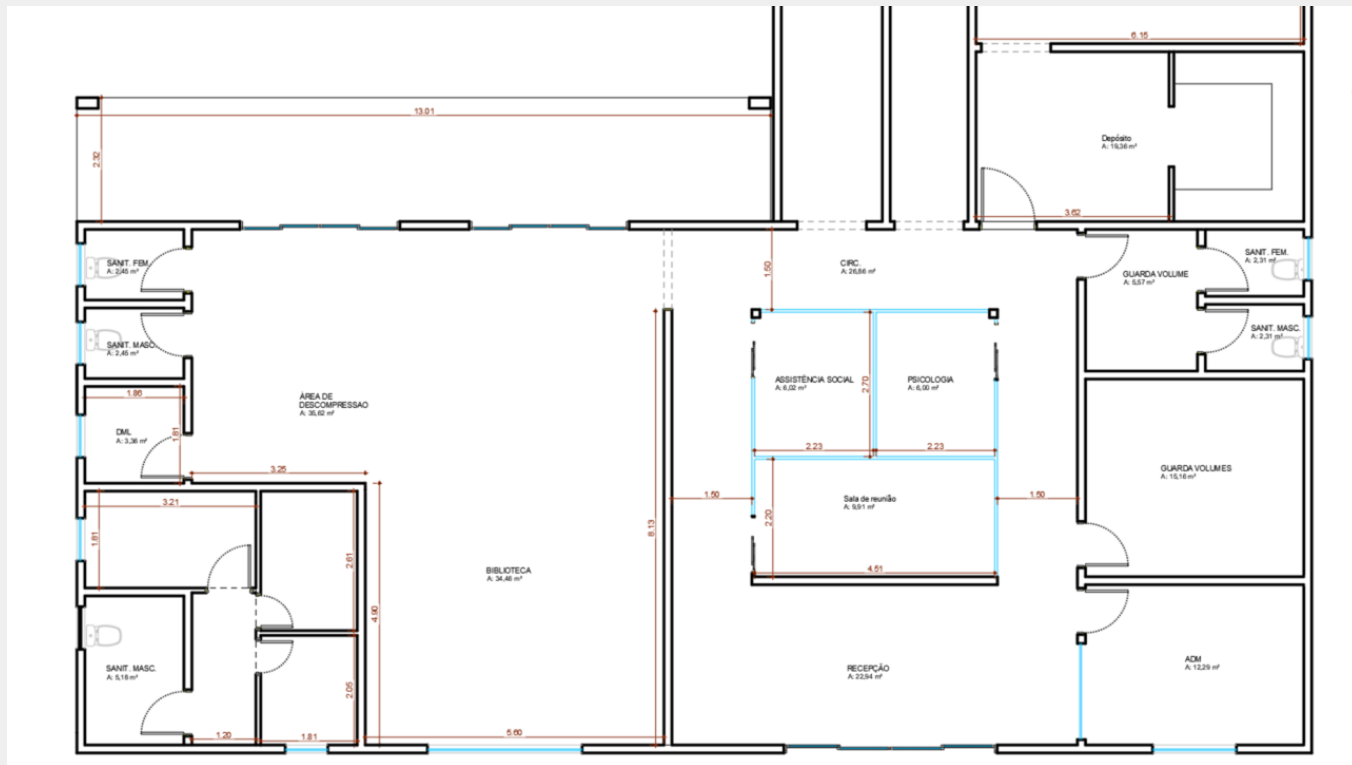 6.15
13.01
2.32
Depósito
A: 19,36 m²
3.62
SANIT. FEM.
A: 2,45 m²
1.50
CIRC.
A: 26,86 m²
GUARDA VOLUME
A: 5,57 m²
SANIT. FEM.
A: 2,31 m²
SANIT. MASC.
A: 2,45 m²
SANIT. MASC.
A: 2,31 m²
1.86
ÁREA DE
DESCOMPRESSAO
A: 35,62 m²
ASSISTÊNCIA SOCIAL
A: 6,02 m²
2.70
PSICOLOGIA
A: 6,00 m²
DML
A: 3,36 m²
1.81
2.23
2.23
3.25
GUARDA VOLUMES
A: 15,16 m²
3.21
1.50
Sala de reunião
A: 9,91 m²
1.50
1.81
2.20
8.13
2.61
BIBLIOTECA
A: 34,46 m²
4.51
4.90
SANIT. MASC.
A: 5,18 m²
RECEPÇÃO
A: 22,94 m²
ADM
A: 12,29 m²
2.05
1.20
1.81
5.60